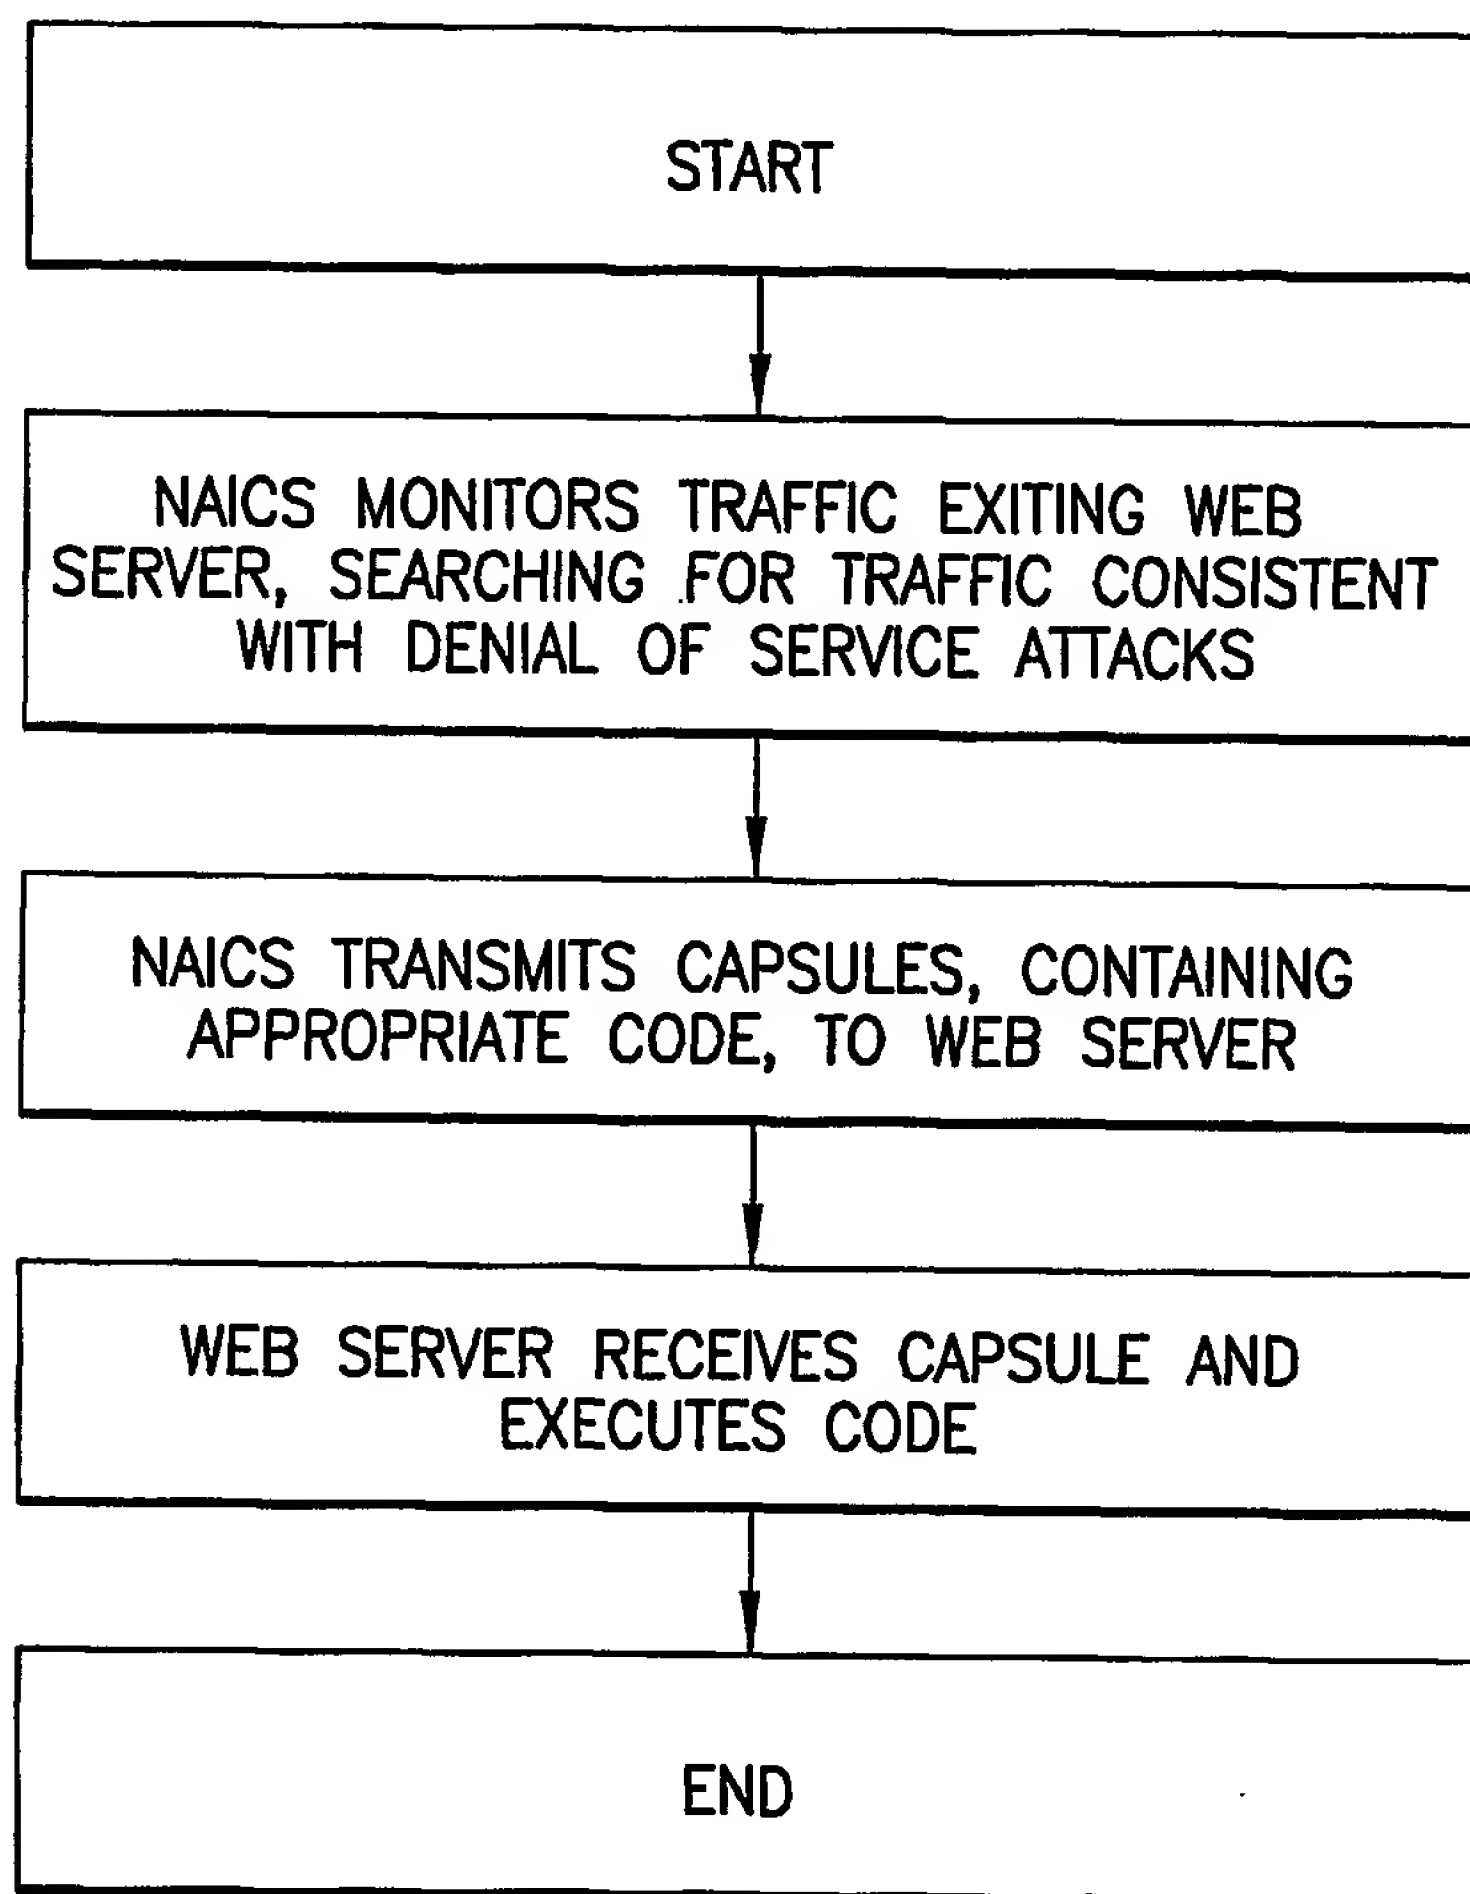 START
NAICS MONITORS TRAFFIC EXITING WEB
SERVER, SEARCHING FOR TRAFFIC CONSISTENT
WITH DENIAL OF SERVICE ATTACKS
NAICS TRANSMITS CAPSULES, CONTAINING
APPROPRIATE CODE, TO WEB SERVER
WEB SERVER RECEIVES CAPSULE AND
EXECUTES CODE
END